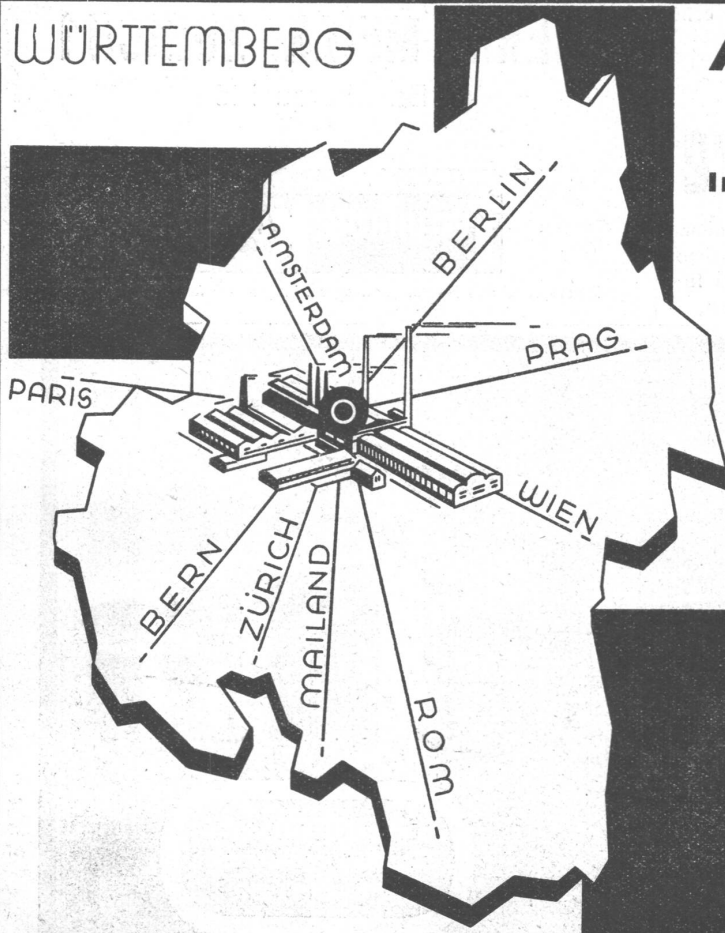 WÜRTTEMBERG
AMSTERDAM
BERLIN
PRAG
PARIS
WIEN
BERN
ZÜRICH
MAILAND
ROM